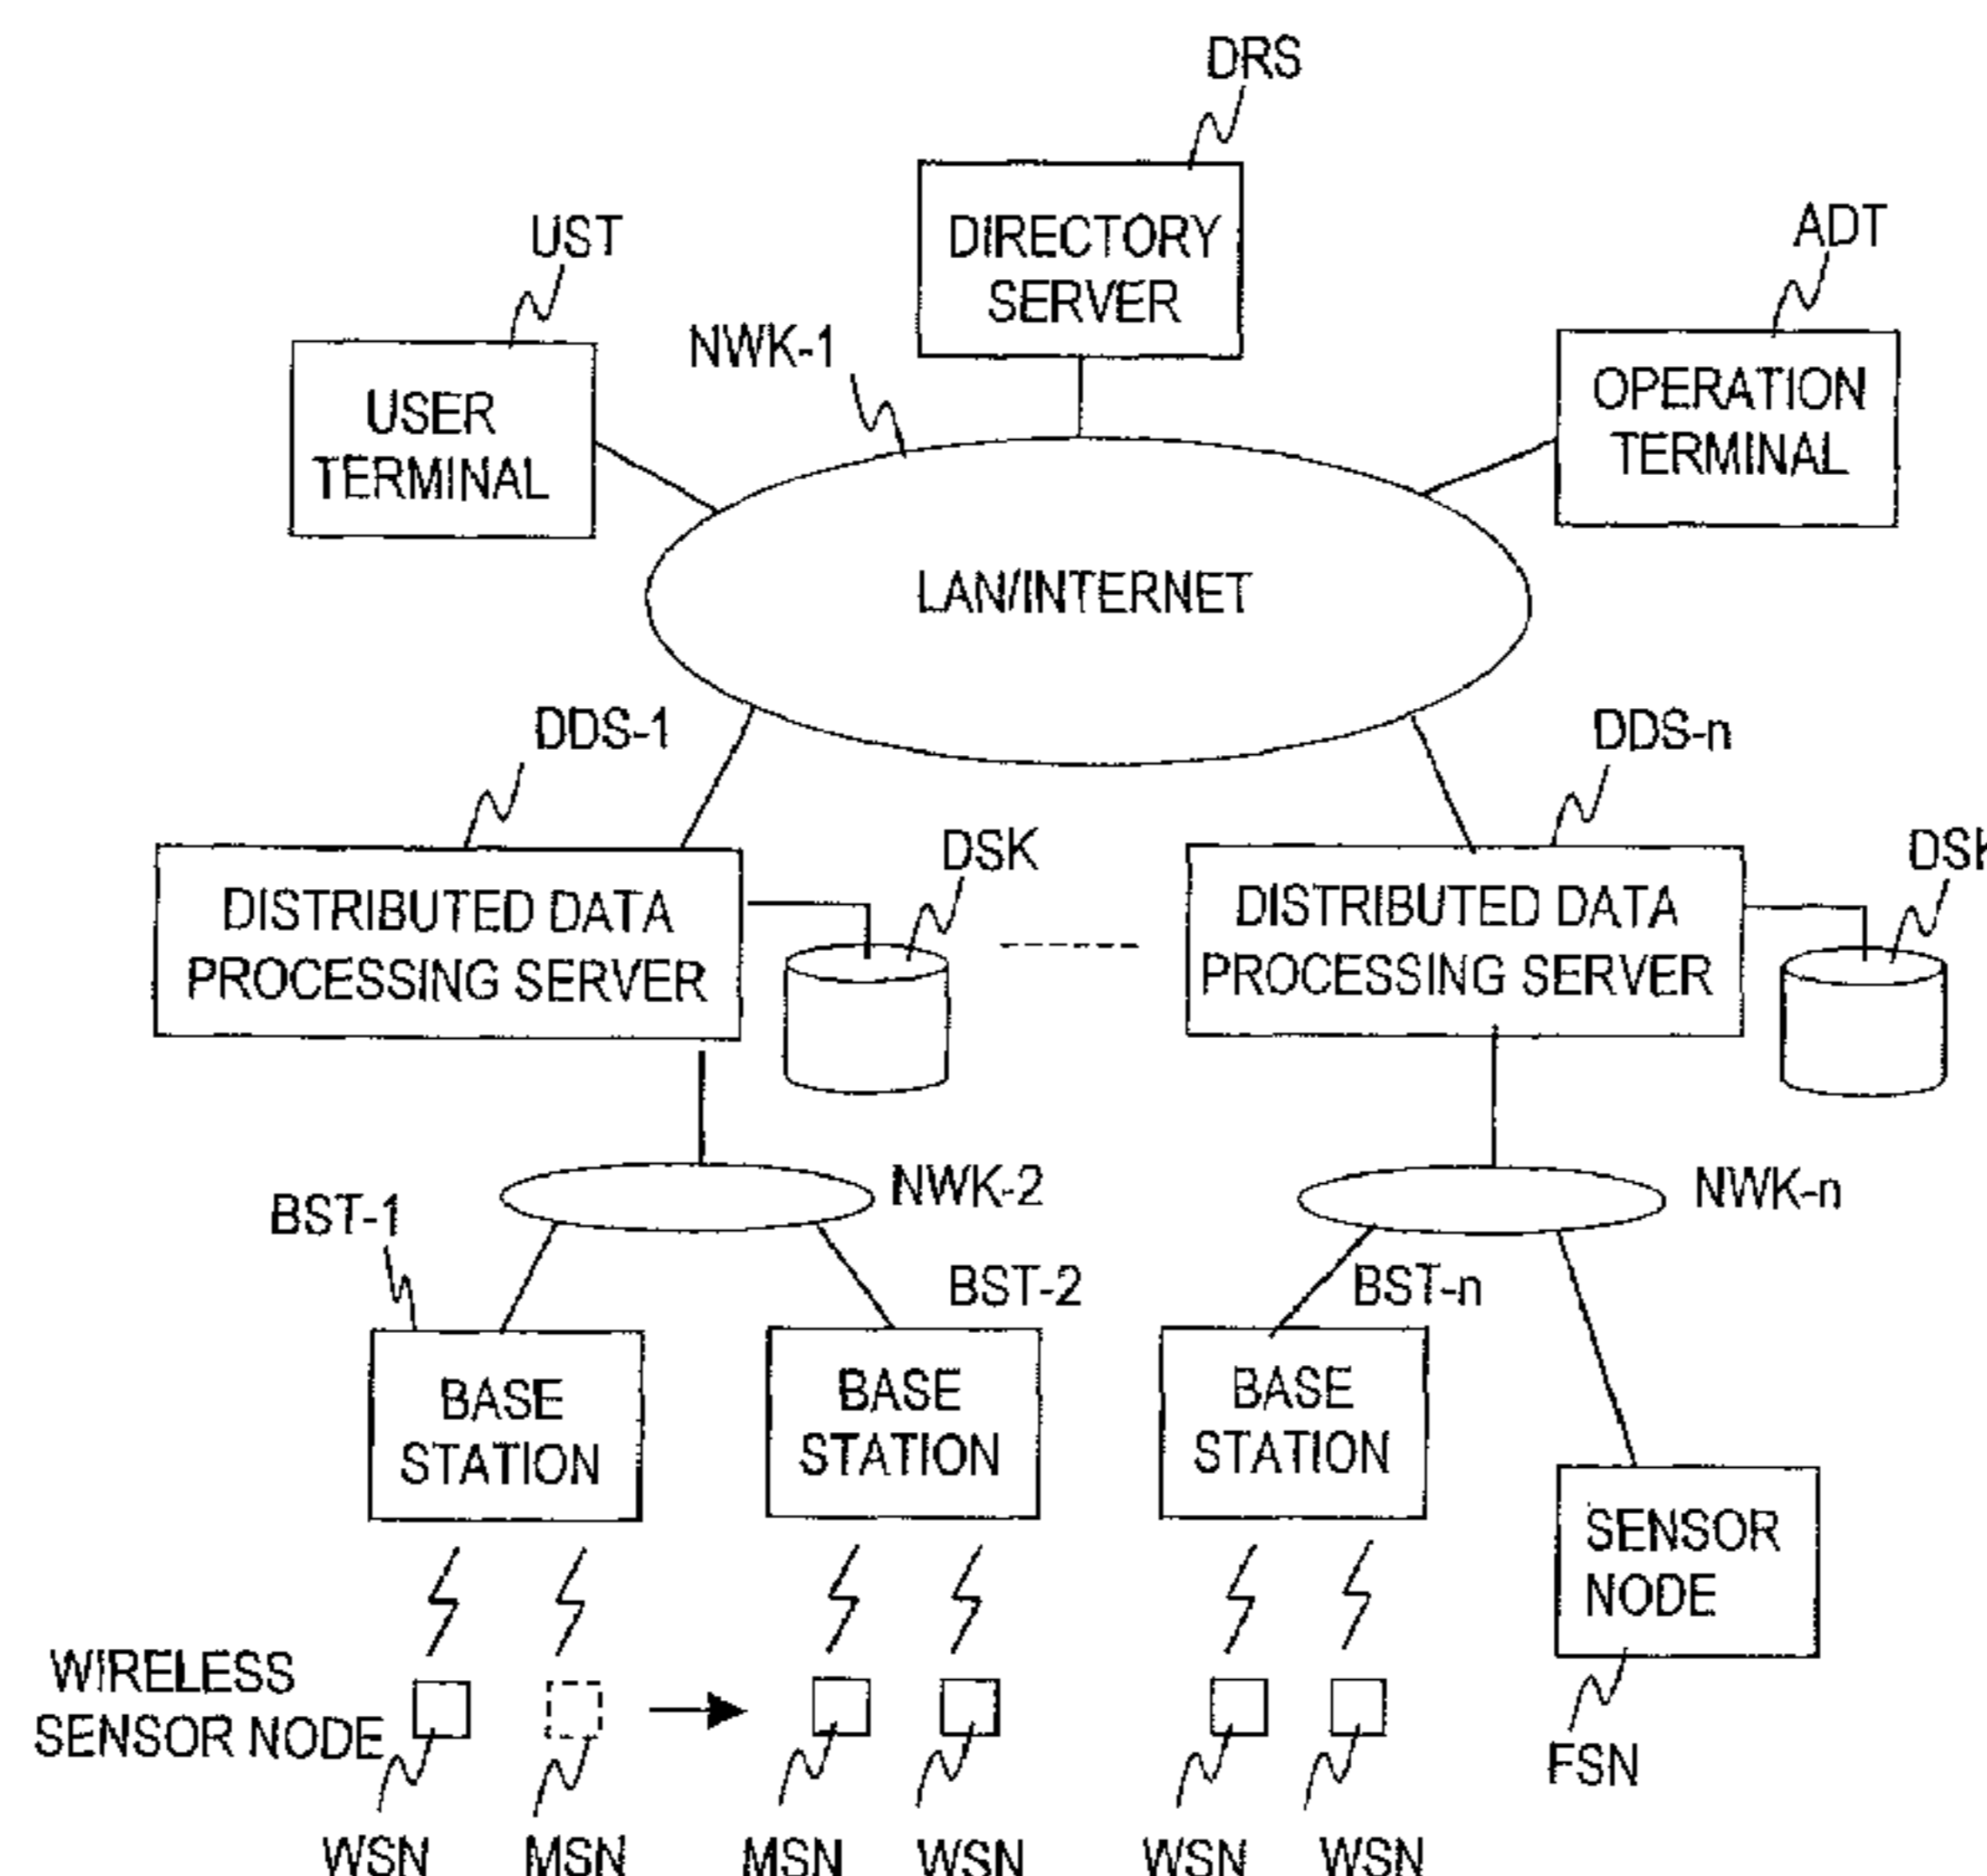 DRS
UST
ADT
DIRECTORY
SERVER
NWK-1
USER
TERMINAL
OPERATION
TERMINAL
LAN/INTERNET
DDS-1
DDS-n
DSK
DSK
DISTRIBUTED DATA
PROCESSING SERVER
DISTRIBUTED DATA
PROCESSING SERVER
NWK-2
NWK-n
BST-1
BST-2
BST-n
BASE
STATION
BASE
STATION
BASE
STATION
SENSOR
NODE
WIRELESS
SENSOR NODE
FSN
WSN
MSN
MSN
WSN
WSN
WSN